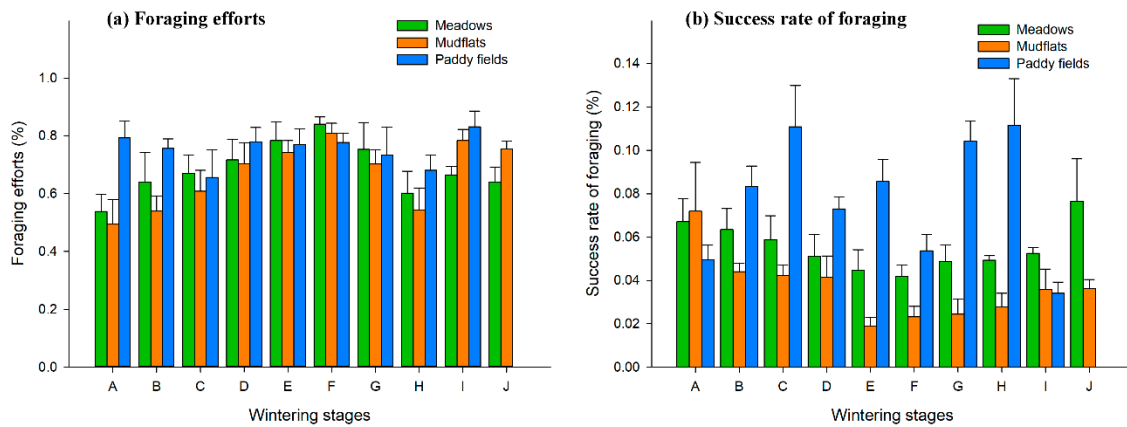 (a) Foraging efforts
Meadows
Mudflats
Paddy fields
1.0
0.8
0.6
0.4
0.2
0.0
Foraging efforts (%)
A B C D E F G H I J
Wintering stages
(b) Success rate of foraging
Meadows
Mudflats
Paddy fields
0.14
0.12
0.10
0.08
0.06
0.04
0.02
0.00
Success rate of foraging (%)
A B C D E F G H I J
Wintering stages